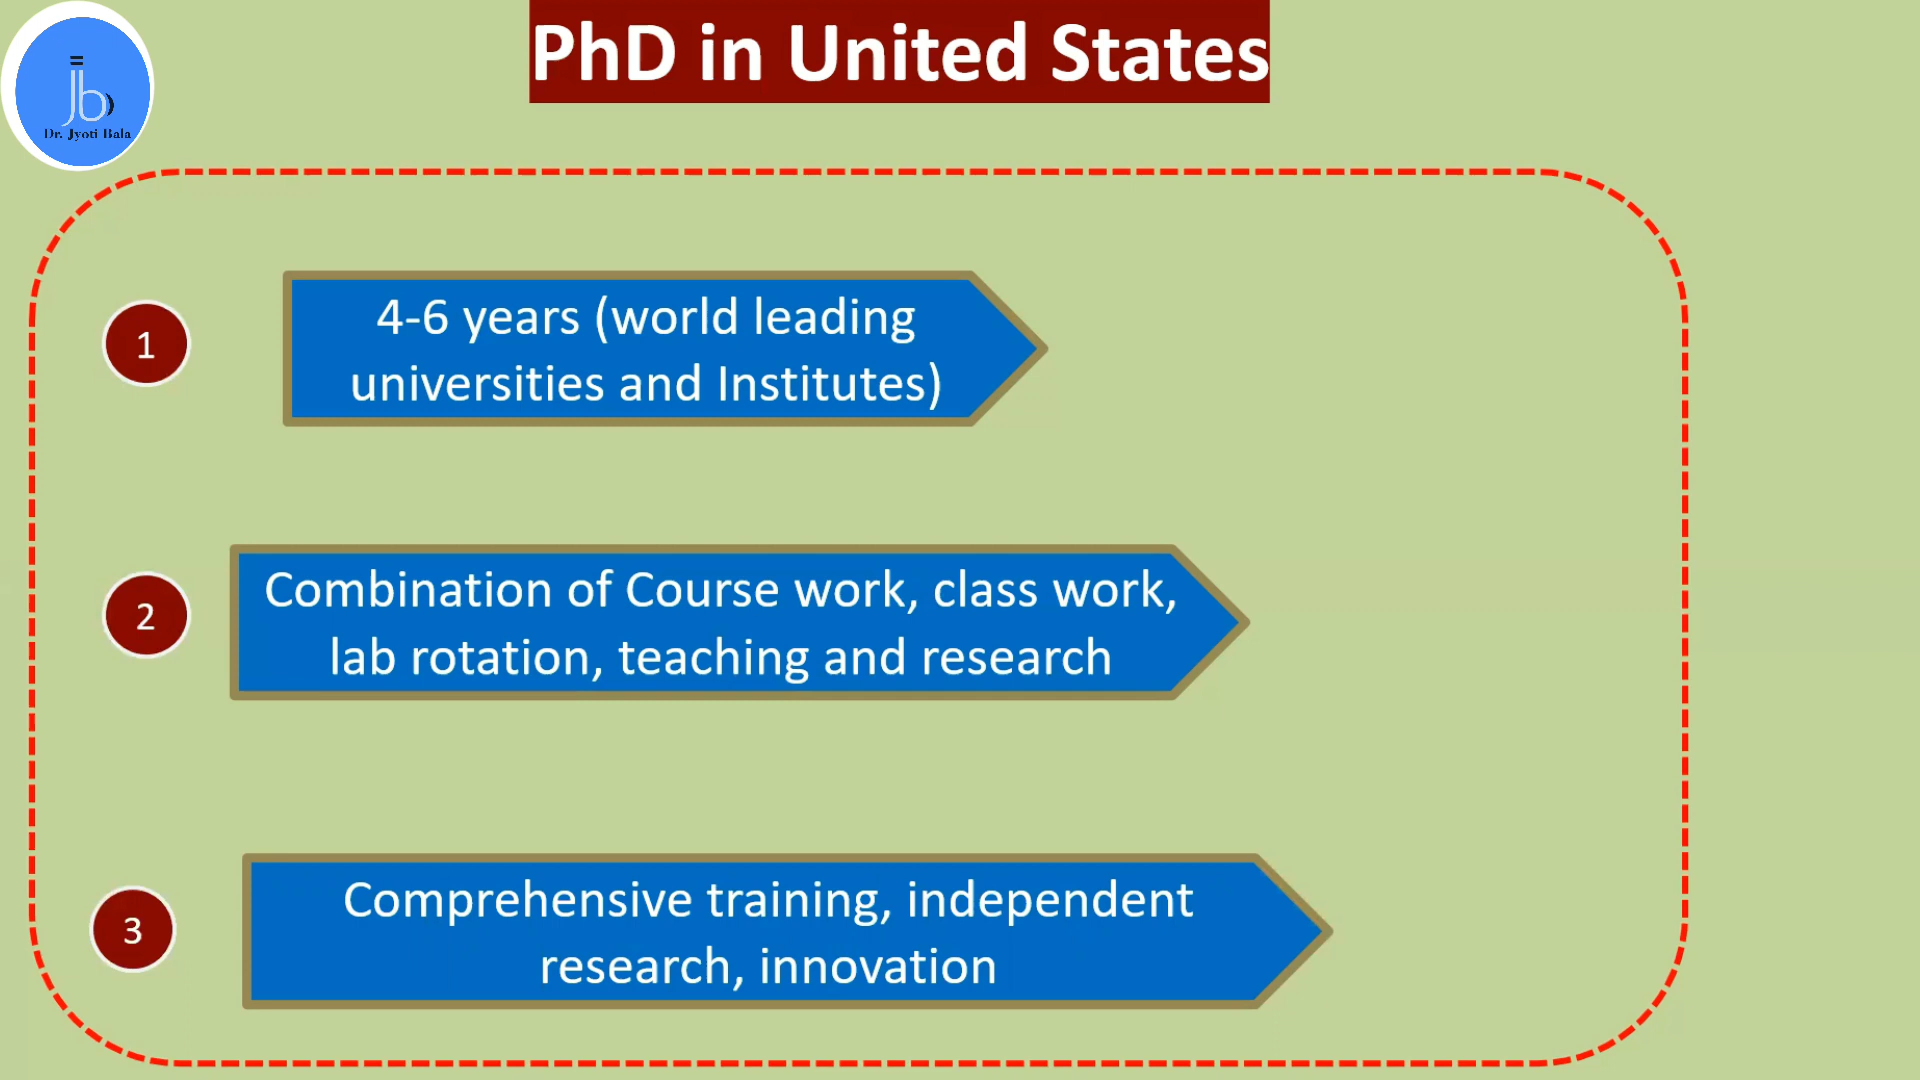 PhD in United States
jb
Dr. Jyoti Bala
1
4-6 years (world leading
universities and Institutes)
2
Combination of Course work, class work,
lab rotation, teaching and research
3
Comprehensive training, independent
research, innovation